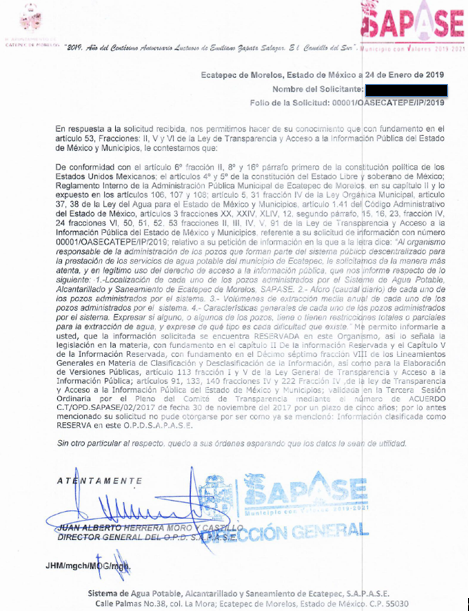 SAPASE
ECATEPEC DE MORELOS
"2019. Año del Centésimo Aniversario Luctuoso de Emiliano Zapata Salazar. El Caudillo del Sur"
Municipio con Valores 2019-2021
Ecatepec de Morelos, Estado de México a 24 de Enero de 2019
Nombre del Solicitante:
Folio de la Solicitud: 00001/OASECATEPE/IP/2019
En respuesta a la solicitud recibida, nos permitimos hacer de su conocimiento que con fundamento en el
artículo 53, Fracciones: II, V y VI de la Ley de Transparencia y Acceso a la Información Pública del Estado
de México y Municipios, le contestamos que:
De conformidad con el artículo 6° fracción II, 8° y 16° párrafo primero de la constitución política de los
Estados Unidos Mexicanos; el artículos 4° y 5° de la constitución del Estado Libre y soberano de México;
Reglamento Interno de la Administración Pública Municipal de Ecatepec de Morelos, en su capítulo II y lo
expuesto en los artículos 106, 107 y 108; artículo 5, 31 fracción IV de la Ley Orgánica Municipal, artículo
37, 38 de la Ley del Agua para el Estado de México y Municipios, artículo 1.41 del Código Administrativo
del Estado de México, artículos 3 fracciones XX, XXIV, XLIV, 12, segundo párrafo, 15, 16, 23, fracción IV,
24 fracciones VI, 50, 51, 52, 53 fracciones II, III, IV, V, 91 de la Ley de Transparencia y Acceso a la
Información Pública del Estado de México y Municipios; referente a su solicitud de información con número
00001/OASECATEPE/IP/2019; relativo a su petición de información en la que a la letra dice: "Al organismo
responsable de la administración de los pozos que forman parte del sistema público descentralizado para
la prestación de los servicios de agua potable del municipio de Ecatepec, le solicitamos de la manera más
atenta, y en legítimo uso del derecho de acceso a la información pública, que nos informe respecto de lo
siguiente: 1.-Localización de cada uno de los pozos administrados por el Sistema de Agua Potable,
Alcantarillado y Saneamiento de Ecatepec de Morelos, SAPASE. 2.- Aforo (caudal diario) de cada uno de
los pozos administrados por el sistema. 3.- Volúmenes de extracción media anual de cada uno de los
pozos administrados por el sistema. 4.- Características generales de cada uno de los pozos administrados
por el sistema. Expresar si alguno, o algunos de los pozos, tiene o tienen restricciones totales o parciales
para la extracción de agua, y exprese de qué tipo es cada dificultad que existe." Me permito informarle a
usted, que la información solicitada se encuentra RESERVADA en este Organismo, así lo señala la
legislación en la materia, con fundamento en el capítulo II De la Información Reservada y el Capítulo V
de la Información Reservada, con fundamento en el Décimo séptimo fracción VIII de los Lineamientos
Generales en Materia de Clasificación y Desclasificación de la Información, así como para la Elaboración
de Versiones Públicas, artículo 113 fracción I y V de la Ley General de Transparencia y Acceso a la
Información Pública; artículos 91, 133, 140 fracciones IV y 222 Fracción IV ,de la ley de Transparencia
y Acceso a la Información Pública del Estado de México y Municipios; validada en la Tercera Sesión
Ordinaria por el Pleno del Comité de Transparencia mediante el número de ACUERDO
C.T/OPD.SAPASE/02/2017 de fecha 30 de noviembre del 2017 por un plazo de cinco años; por lo antes
mencionado su solicitud no pude otorgarse por ser como ya se mencionó: Información clasificada como
RESERVA en este O.P.D.S.A.P.A.S.E.
Sin otro particular al respecto, quedo a sus órdenes esperando que los datos le sean de utilidad.
ATENTAMENTE
SAPASE
Municipio con Valores 2019-2021
JUAN ALBERTO HERRERA MORO Y CASTILLO
DIRECTOR GENERAL DEL O.P.D. S.A.P.A.S.E.
DIRECCIÓN GENERAL
JHM/mgch/MOG/mgh
Sistema de Agua Potable, Alcantarillado y Saneamiento de Ecatepec, S.A.P.A.S.E.
Calle Palmas No.38, col. La Mora; Ecatepec de Morelos, Estado de México. C.P. 55030